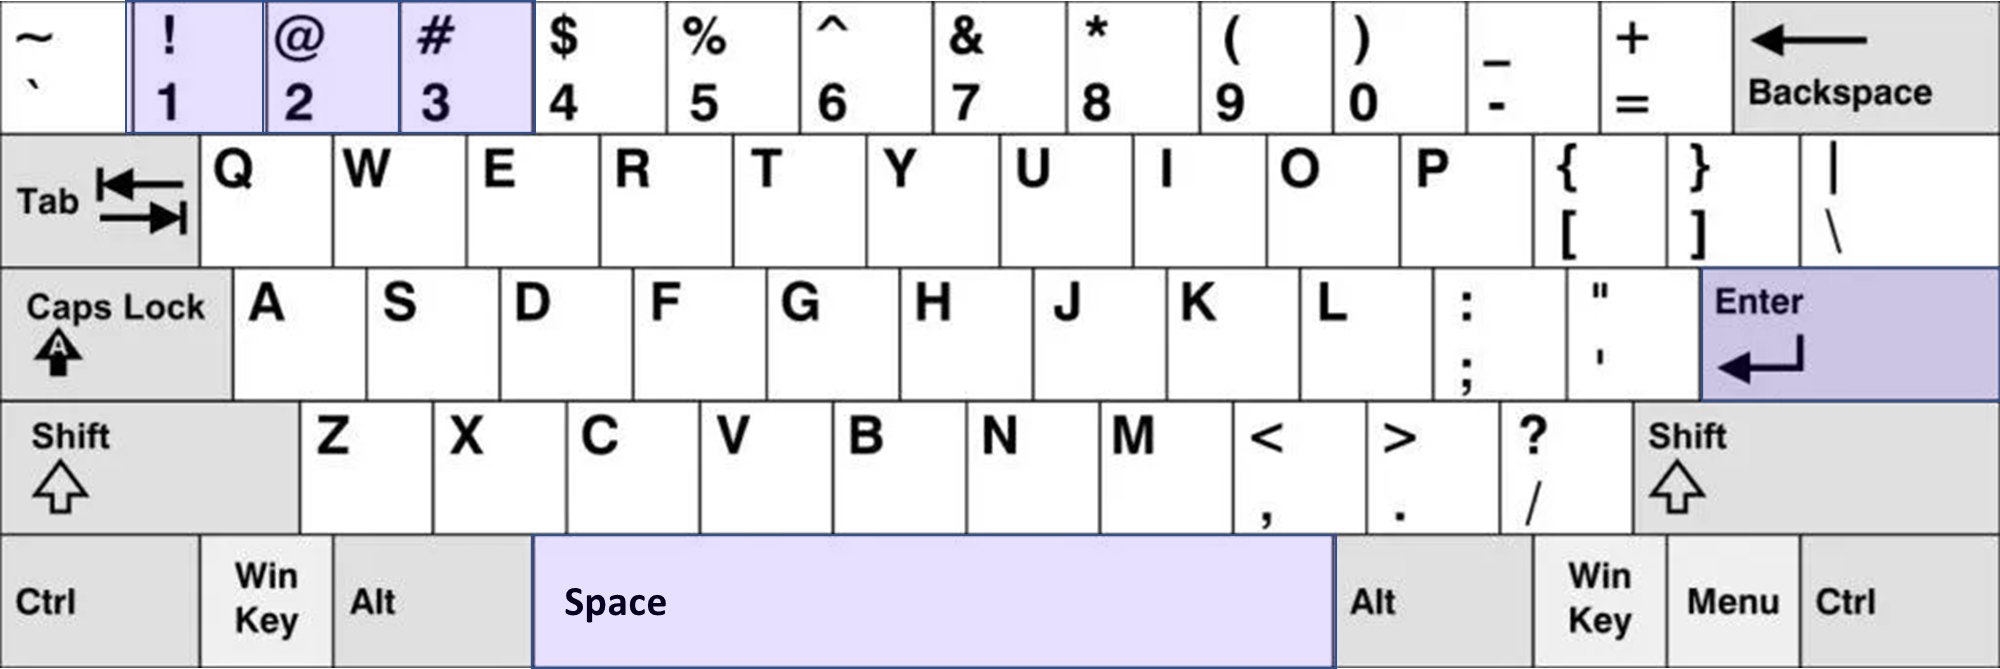 ~ ! @ # $ % ^ & * ( ) _ +
` 1 2 3 4 5 6 7 8 9 0 - = Backspace
Tab Q W E R T Y U I O P { } |
[ ] \
Caps Lock A S D F G H J K L : " Enter
A ; '
Shift Z X C V B N M < > ? Shift
, . /
Ctrl Win Key Alt Space Alt Win Key Menu Ctrl